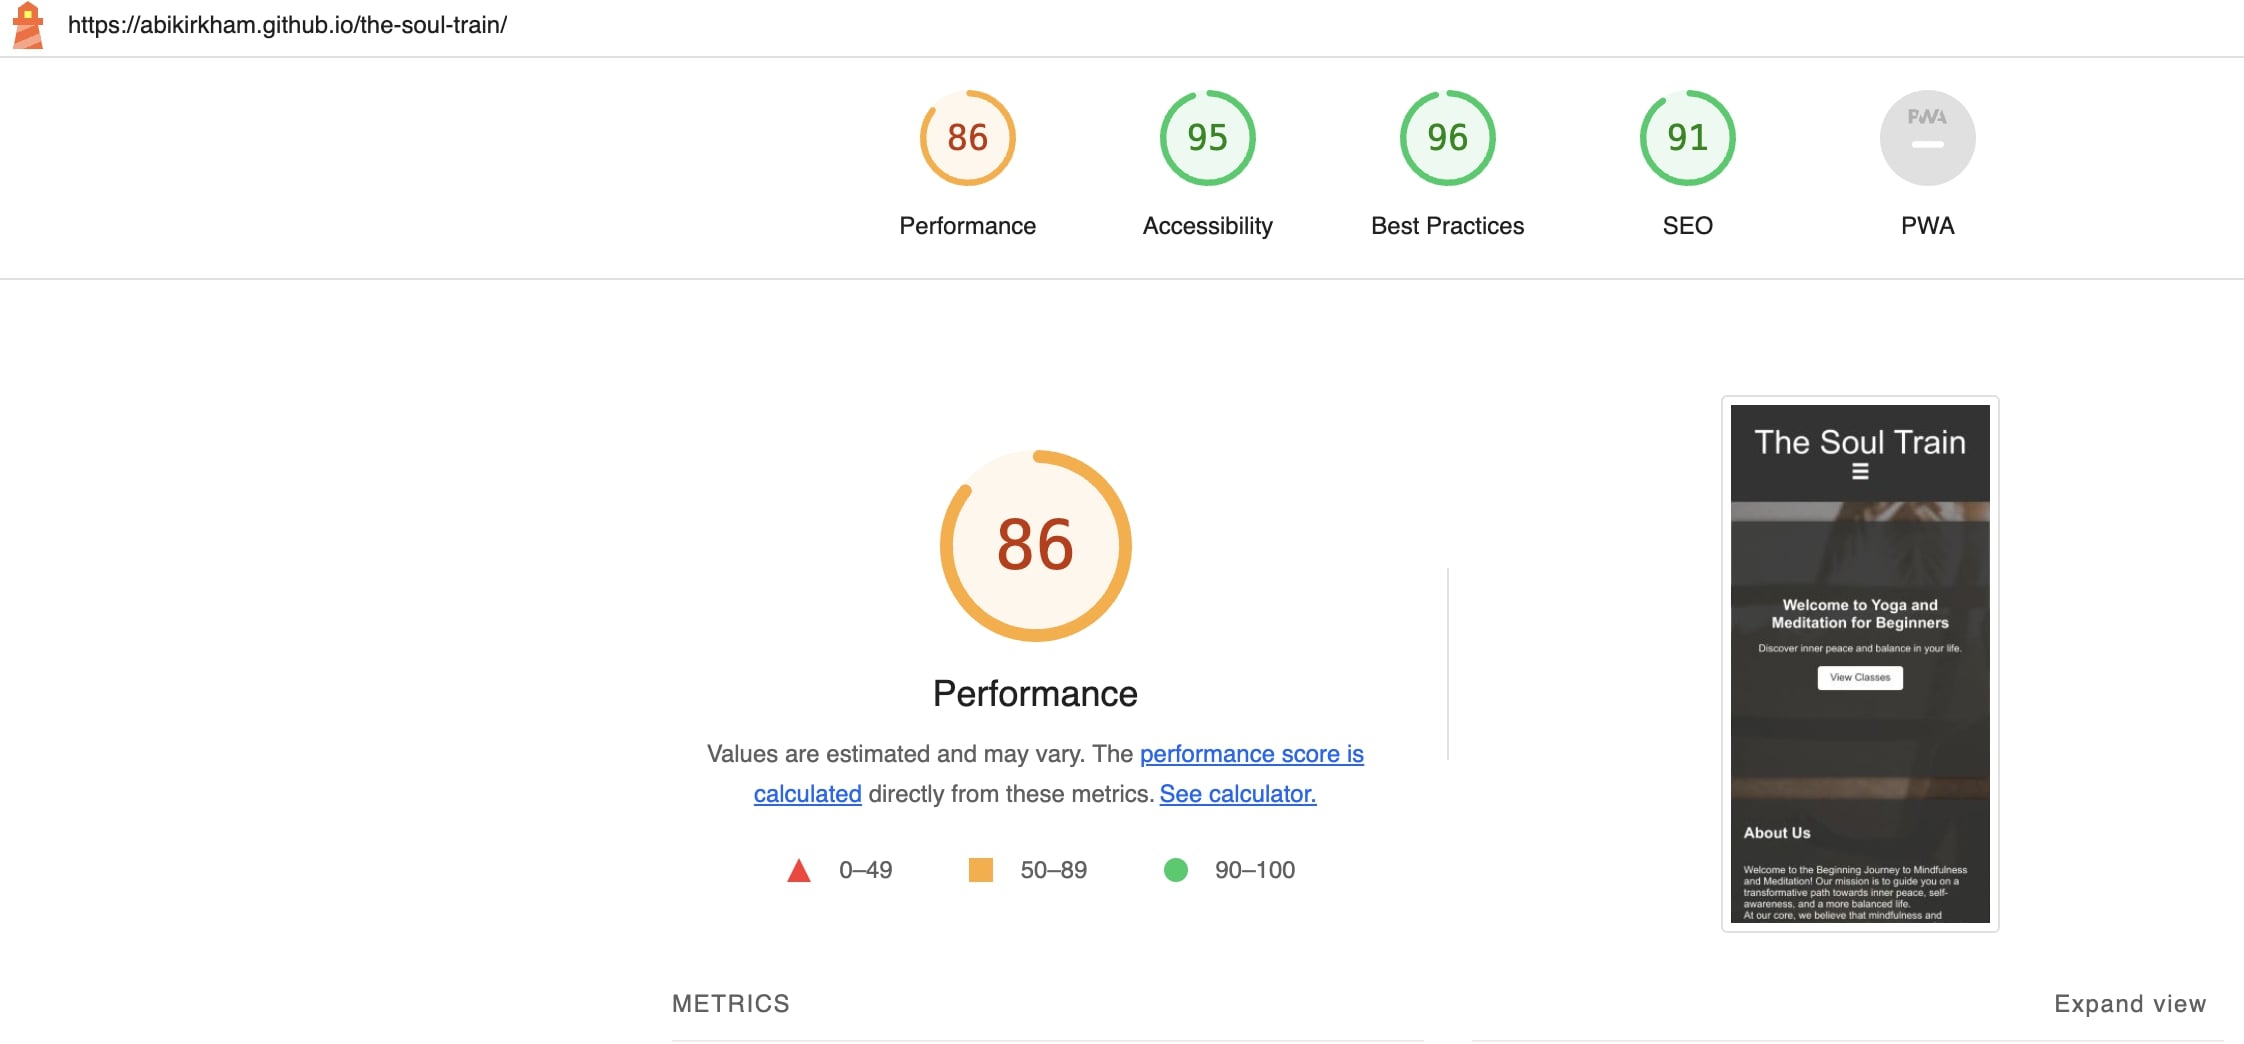 https://abikirkham.github.io/the-soul-train/
86
95
96
91
PWA
Performance
Accessibility
Best Practices
SEO
PWA
86
Performance
Values are estimated and may vary. The performance score is
calculated directly from these metrics. See calculator.
0–49
50–89
90–100
The Soul Train
Welcome to Yoga and
Meditation for Beginners
Discover inner peace and balance in your life.
View Classes
About Us
Welcome to the Beginning Journey to Mindfulness
and Meditation! Our mission is to guide you on a
transformative path towards inner peace, self-
awareness, and a more balanced life.
At our core, we believe that mindfulness and
METRICS
Expand view